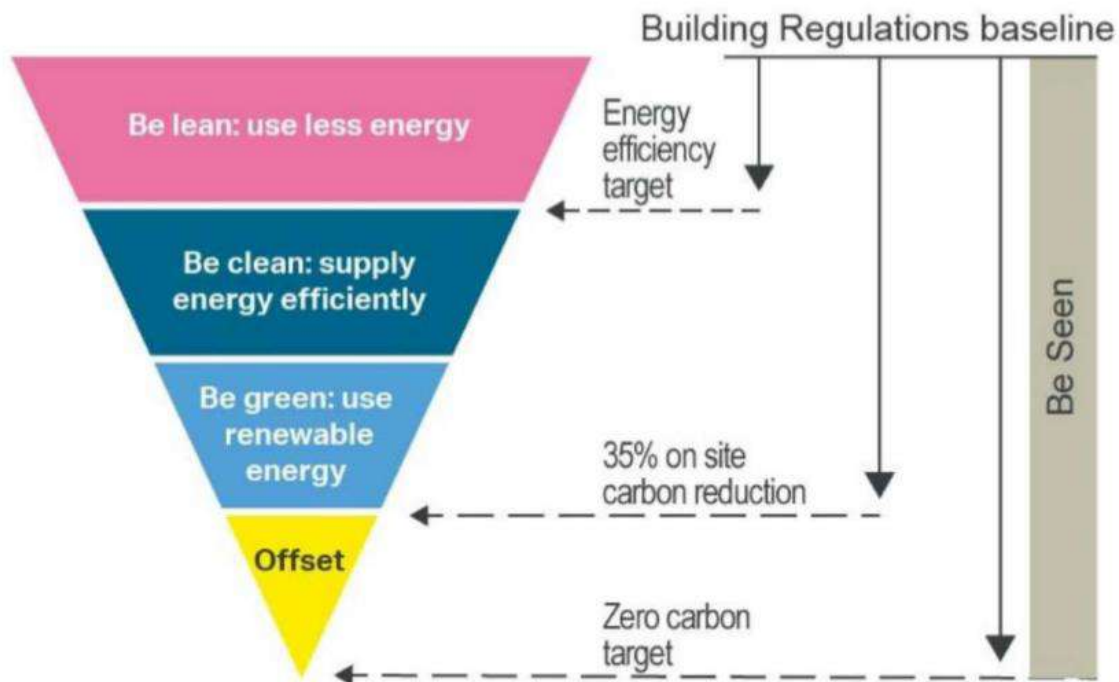 Building Regulations baseline
Be lean: use less energy
Energy
efficiency
target
Be clean: supply
energy efficiently
Be green: use
renewable
energy
35% on site
carbon reduction
Offset
Zero carbon
target
Be Seen